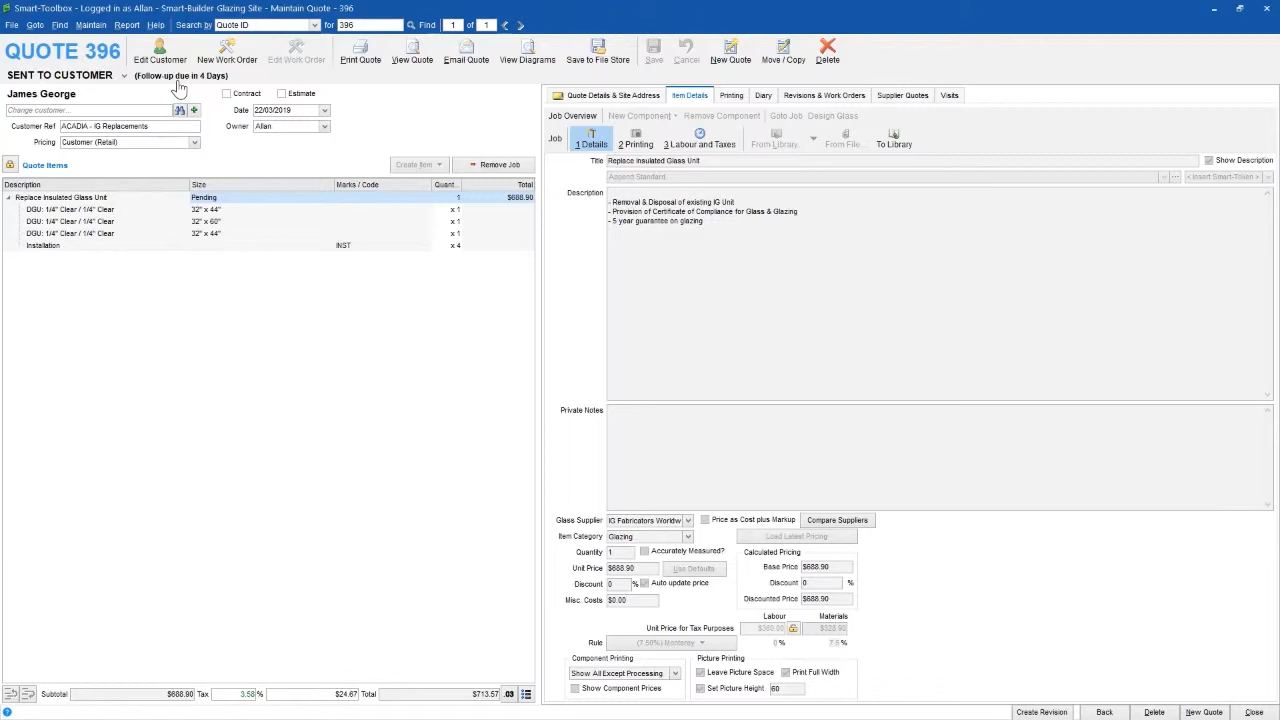 Smart-Toolbox - Logged in as Allan - Smart-Builder Glazing Site - Maintain Quote - 396
File Goto Find Maintain Report Help Search by Quote ID for 396 Find 1 of 1
QUOTE 396
Edit Customer New Work Order Edit Work Order Print Quote View Quote Email Quote View Diagrams Save to File Store Save Cancel New Quote Move / Copy Delete
SENT TO CUSTOMER (Follow-up due in 4 Days)
James George
Contract Estimate
Change customer...
Date 22/03/2019
Customer Ref ACADIA - IG Replacements
Owner Allan
Pricing Customer (Retail)
Quote Items Create Item Remove Job
Description Size Marks / Code Quant... Total
Replace Insulated Glass Unit Pending 1 $688.90
DGU: 1/4" Clear / 1/4" Clear 32" x 44" x 1
DGU: 1/4" Clear / 1/4" Clear 32" x 60" x 1
DGU: 1/4" Clear / 1/4" Clear 32" x 44" x 1
Installation INST x 4
Subtotal $688.90 Tax 3.58 % $24.67 Total $713.57 .03
Quote Details & Site Address Item Details Printing Diary Revisions & Work Orders Supplier Quotes Visits
Job Overview New Component Remove Component Goto Job Design Glass
Job 1 Details 2 Printing 3 Labour and Taxes From Library... From File... To Library
Title Replace Insulated Glass Unit Show Description
Append Standard ... < Insert Smart-Token >
Description
- Removal & Disposal of existing IG Unit
- Provision of Certificate of Compliance for Glass & Glazing
- 5 year guarantee on glazing
Private Notes
Glass Supplier IG Fabricators Worldw Price as Cost plus Markup Compare Suppliers
Item Category Glazing Load Latest Pricing
Quantity 1 Accurately Measured? Calculated Pricing
Unit Price $688.90 Use Defaults Base Price $688.90
Discount 0 % Auto update price Discount 0 %
Misc. Costs $0.00 Discounted Price $688.90
Labour Materials
Unit Price for Tax Purposes $360.00 $328.90
Rule (7.50%) Monterey 0 % 7.5 %
Component Printing Picture Printing
Show All Except Processing Leave Picture Space Print Full Width
Show Component Prices Set Picture Height 60
Create Revision Back Delete New Quote Close